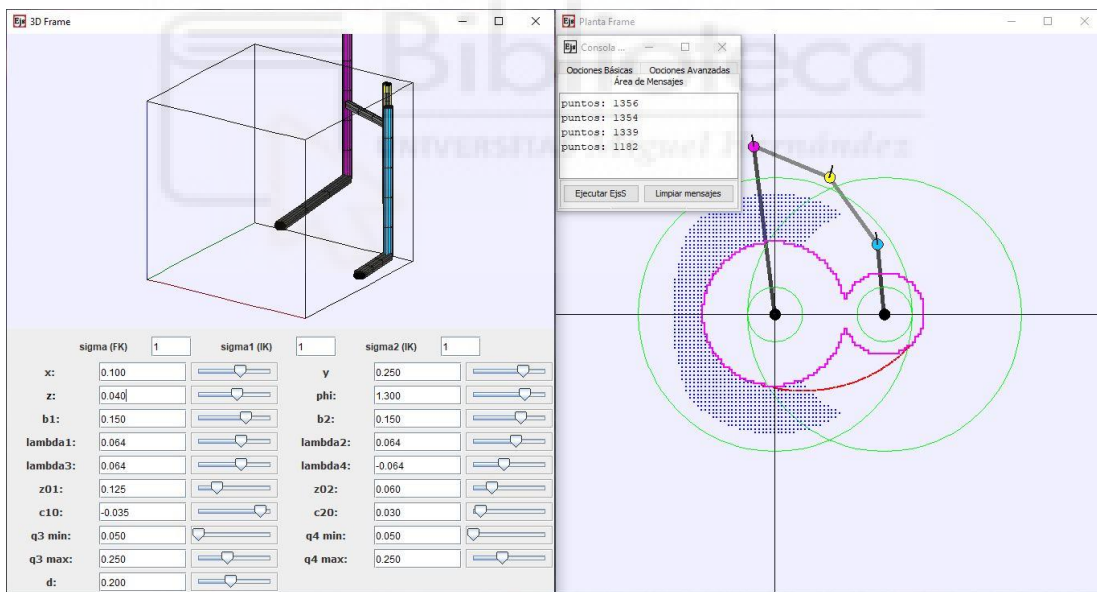 3D Frame
Biblioteca
UNIVERSITAS Miguel Hernández
sigma (FK) 1 sigma1 (IK) 1 sigma2 (IK) 1
x: 0.100 y 0.250
z: 0.040 phi: 1.300
b1: 0.150 b2: 0.150
lambda1: 0.064 lambda2: 0.064
lambda3: 0.064 lambda4: -0.064
z01: 0.125 z02: 0.060
c10: -0.035 c20: 0.030
q3 min: 0.050 q4 min: 0.050
q3 max: 0.250 q4 max: 0.250
d: 0.200
Planta Frame
Consola ...
Opciones Básicas Opciones Avanzadas
Área de Mensajes
puntos: 1356
puntos: 1354
puntos: 1339
puntos: 1182
Ejecutar EjsS Limpiar mensajes